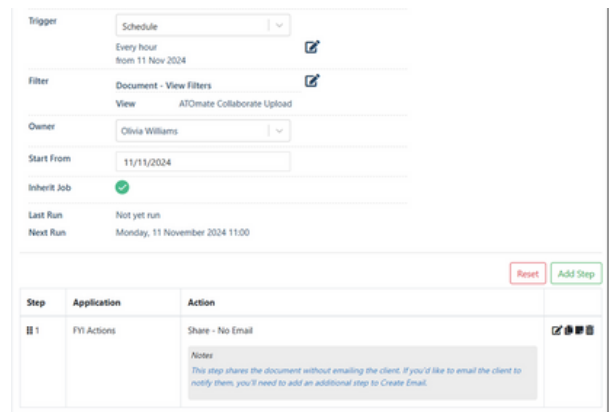 Trigger
Schedule
Every hour
from 11 Nov 2024
Filter
Document - View Filters
View ATOmate Collaborate Upload
Owner
Olivia Williams
Start From
11/11/2024
Inherit Job
Last Run Not yet run
Next Run Monday, 11 November 2024 11:00
Reset Add Step
Step Application Action
1 FYI Actions Share - No Email
Notes
This step shares the document without emailing the client. If you'd like to email the client to
notify them, you'll need to add an additional step to Create Email.